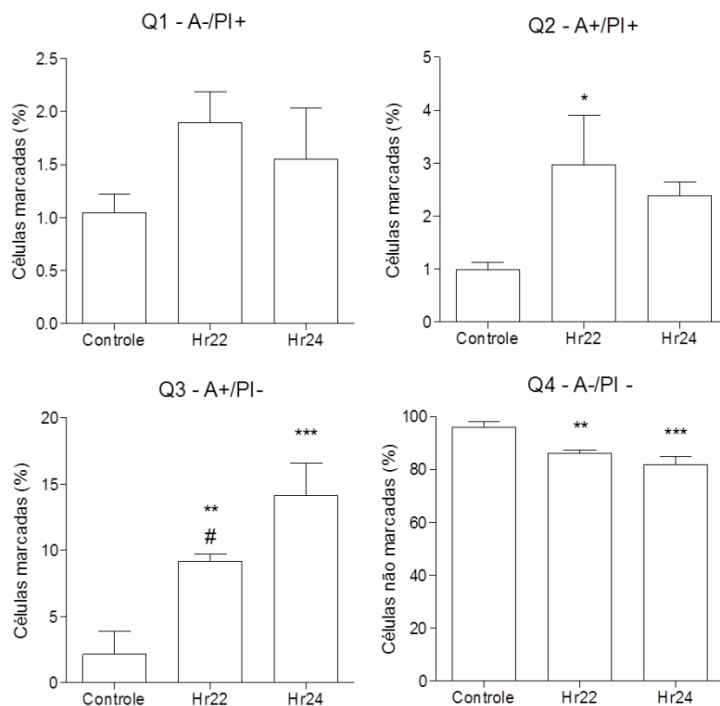 Q1 - A-/PI+
Células marcadas (%)
2.5
2.0
1.5
1.0
0.5
0.0
Controle Hr22 Hr24
Q2 - A+/PI+
Células marcadas (%)
5
4
3
2
1
0
*
Controle Hr22 Hr24
Q3 - A+/PI-
Células marcadas (%)
20
15
10
5
0
**
#
***
Controle Hr22 Hr24
Q4 - A-/PI -
Células não marcadas (%)
100
80
60
40
20
0
** ***
Controle Hr22 Hr24